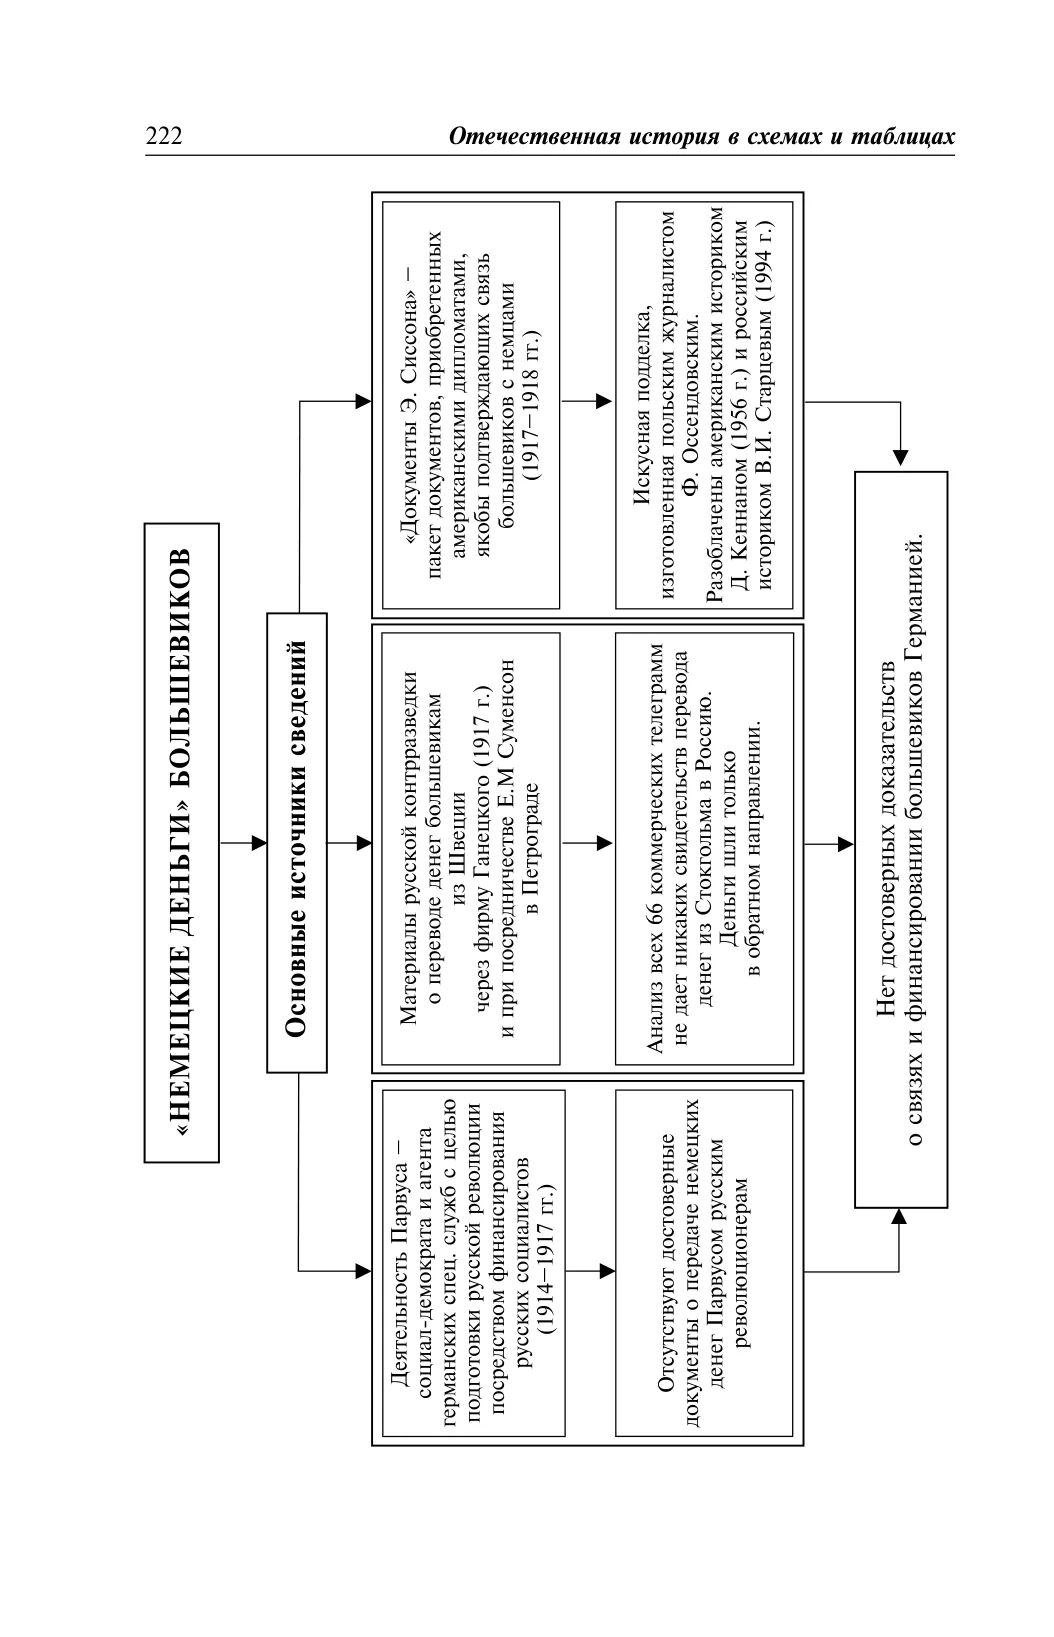 222
Отечественная история в схемах и таблицах
«НЕМЕЦКИЕ ДЕНЬГИ» БОЛЬШЕВИКОВ
Основные источники сведений
Деятельность Парвуса –
социал-демократа и агента
германских спец. служб с целью
подготовки русской революции
посредством финансирования
русских социалистов
(1914–1917 гг.)
Отсутствуют достоверные
документы о передаче немецких
денег Парвусом русским
революционерам
Материалы русской контрразведки
о переводе денег большевикам
из Швеции
через фирму Ганецкого (1917 г.)
и при посредничестве Е.М Суменсон
в Петрограде
Анализ всех 66 коммерческих телеграмм
не дает никаких свидетельств перевода
денег из Стокгольма в Россию.
Деньги шли только
в обратном направлении.
«Документы Э. Сиссона» –
пакет документов, приобретенных
американскими дипломатами,
якобы подтверждающих связь
большевиков с немцами
(1917–1918 гг.)
Искусная подделка,
изготовленная польским журналистом
Ф. Оссендовским.
Разоблачены американским историком
Д. Кеннаном (1956 г.) и российским
историком В.И. Старцевым (1994 г.)
Нет достоверных доказательств
о связях и финансировании большевиков Германией.